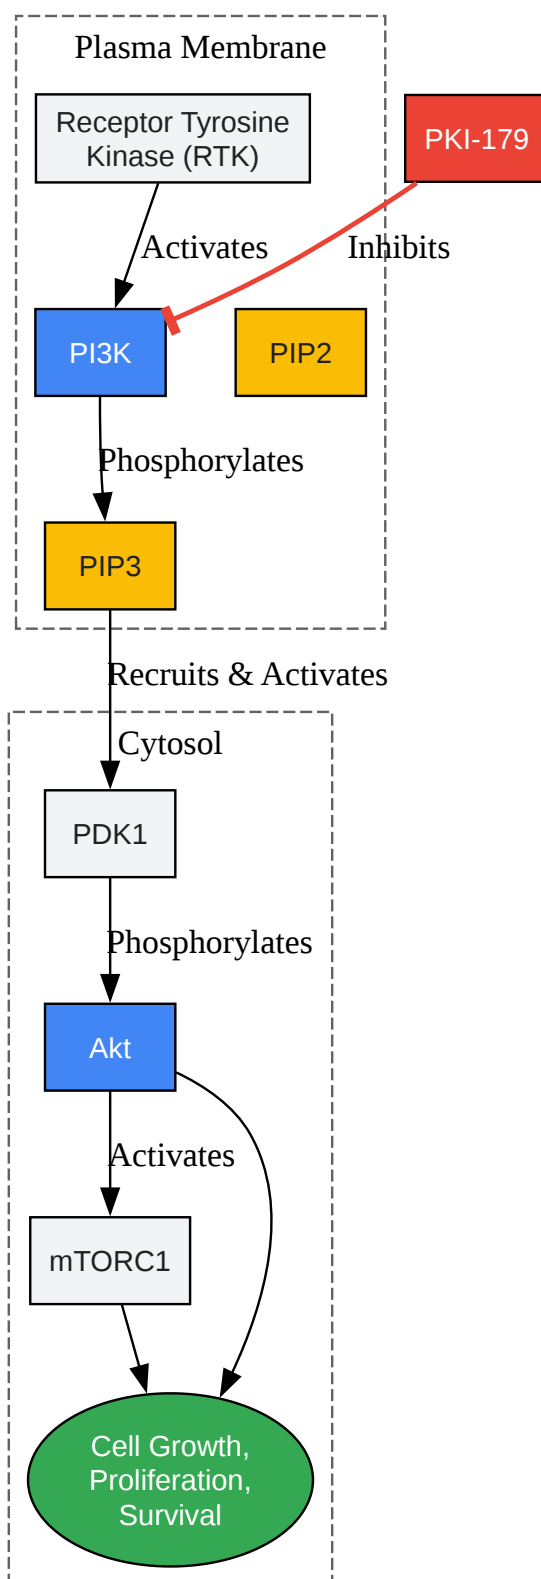 Plasma Membrane
Receptor Tyrosine
Kinase (RTK)
PKI-179
Activates
Inhibits
PI3K
PIP2
Phosphorylates
PIP3
Recruits & Activates
Cytosol
PDK1
Phosphorylates
Akt
Activates
mTORC1
Cell Growth,
Proliferation,
Survival